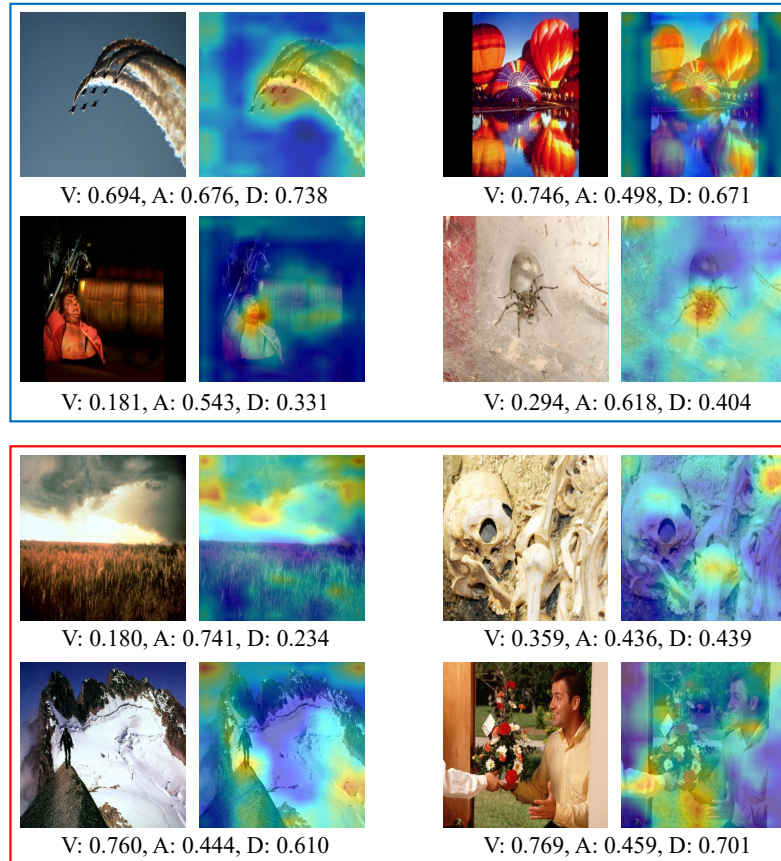 V: 0.694, A: 0.676, D: 0.738
V: 0.746, A: 0.498, D: 0.671
V: 0.181, A: 0.543, D: 0.331
V: 0.294, A: 0.618, D: 0.404
V: 0.180, A: 0.741, D: 0.234
V: 0.359, A: 0.436, D: 0.439
V: 0.760, A: 0.444, D: 0.610
V: 0.769, A: 0.459, D: 0.701